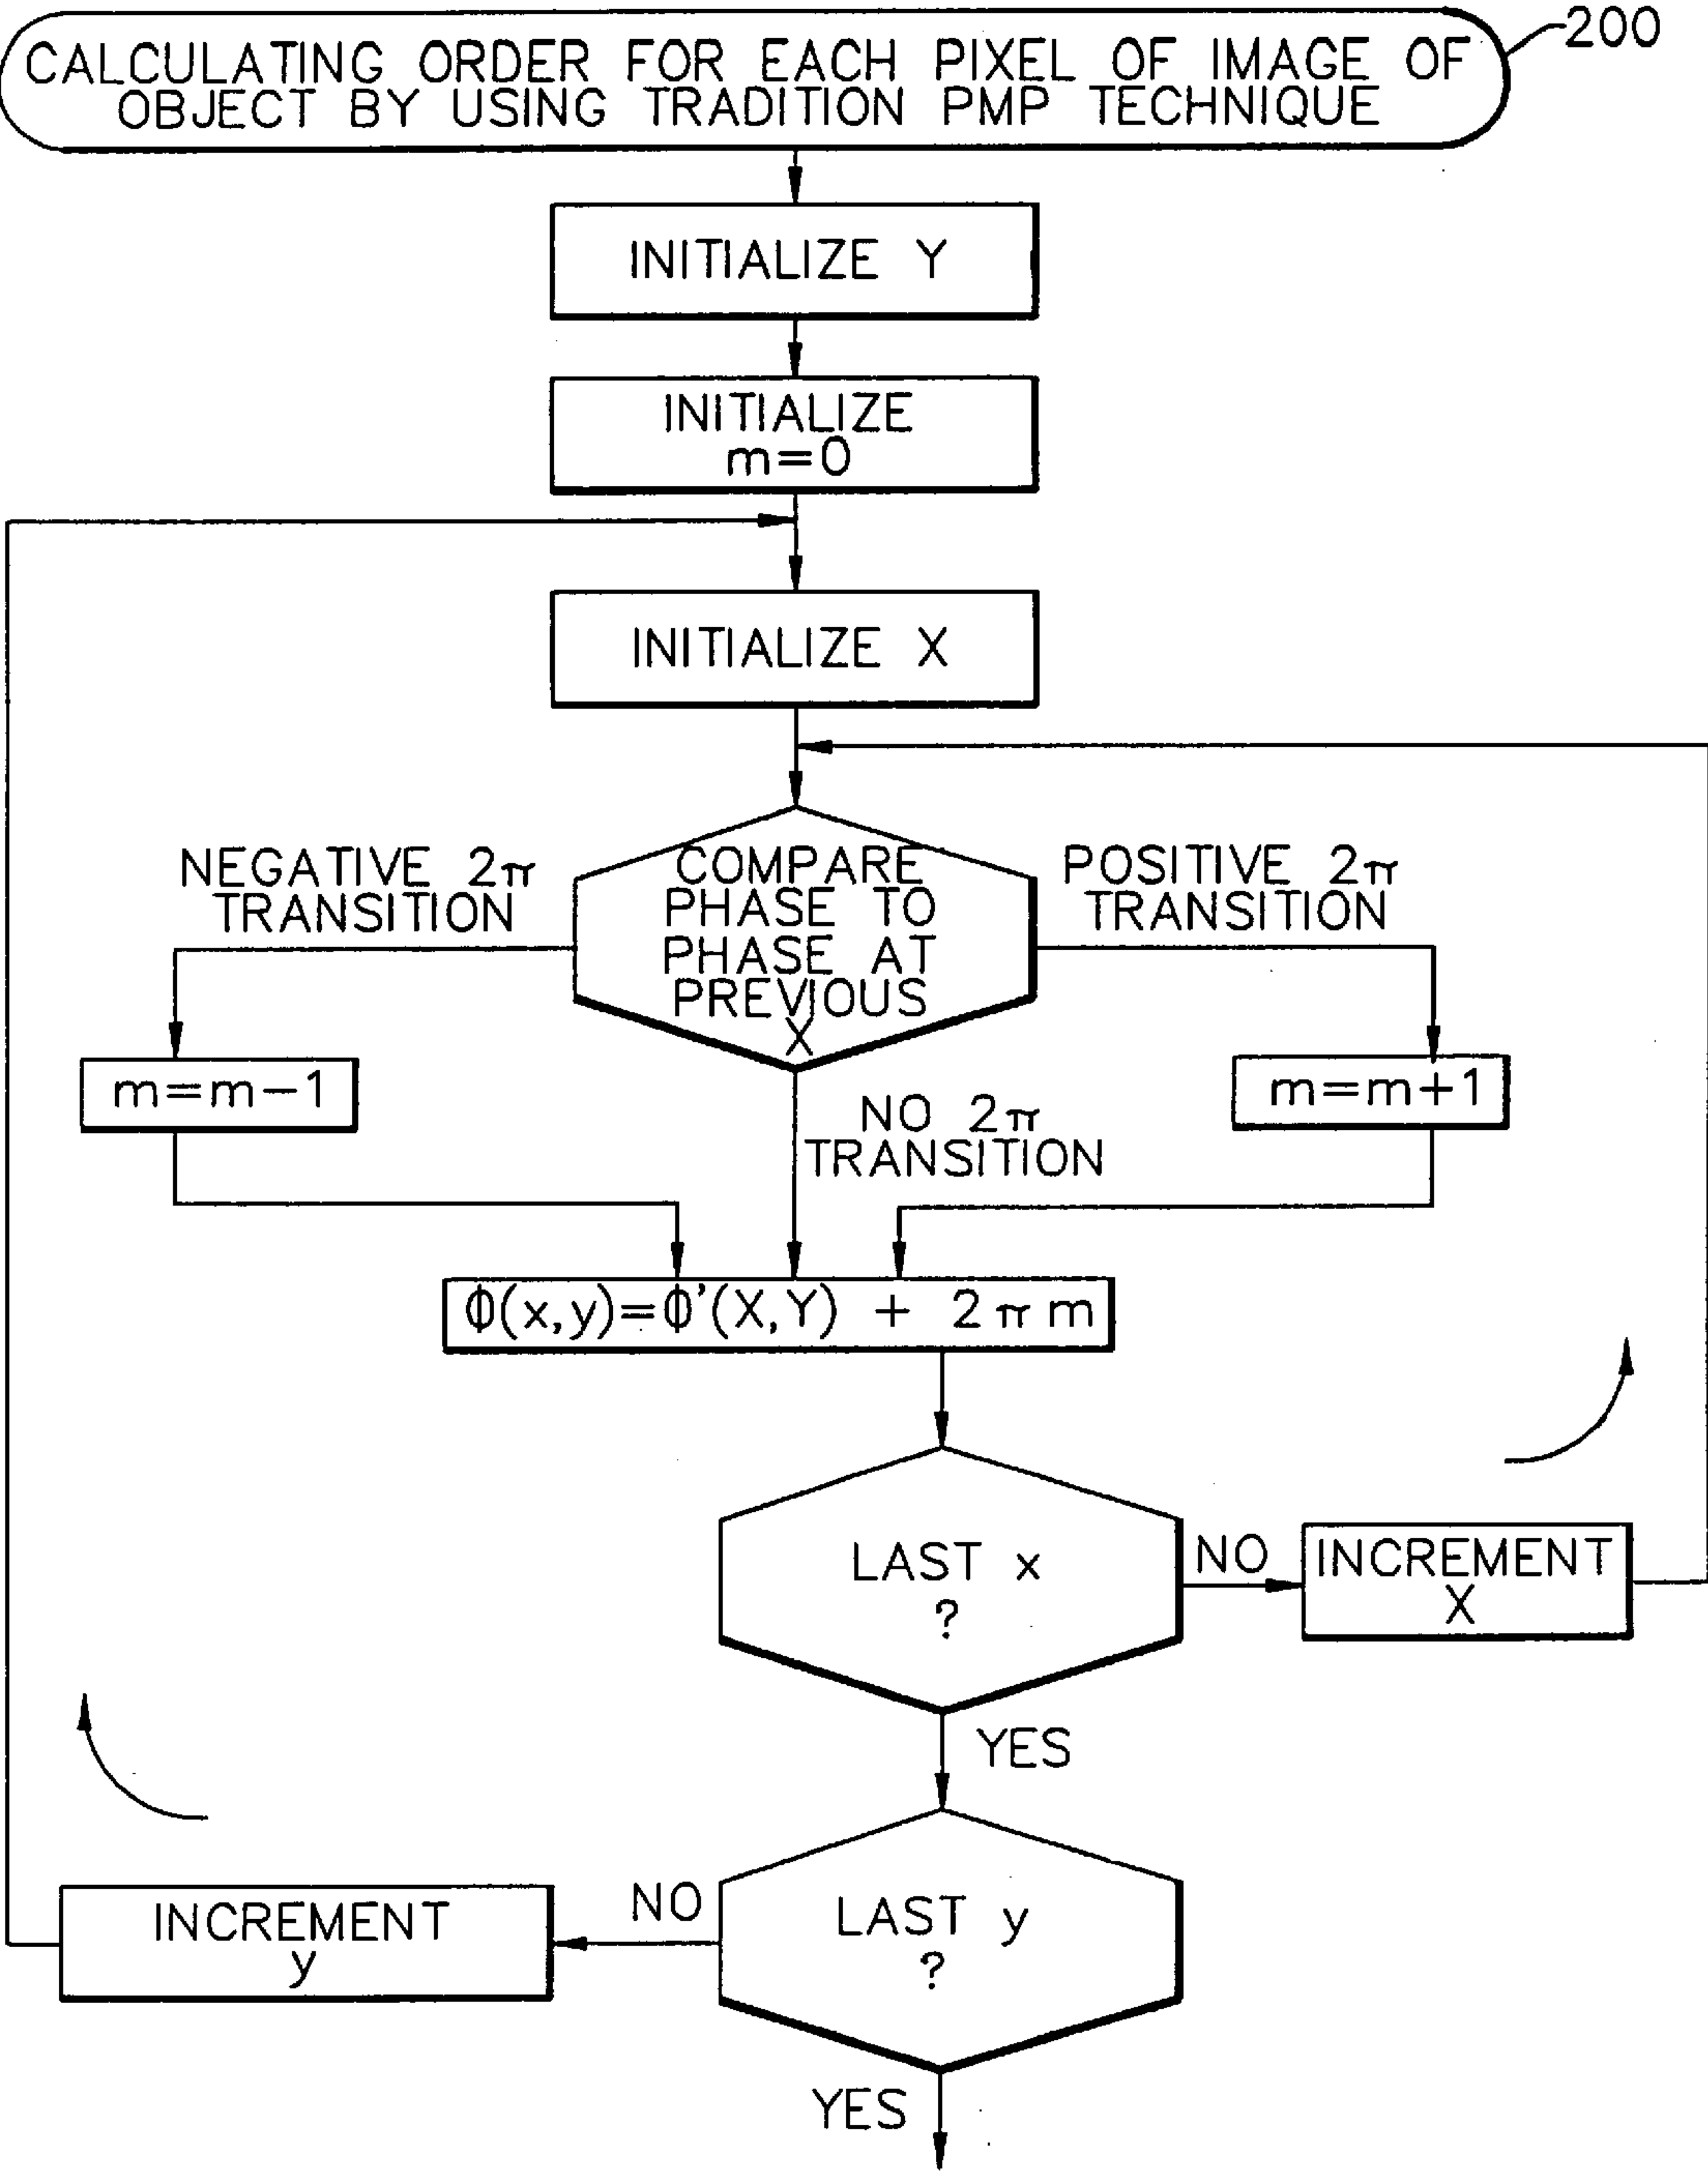 200
CALCULATING ORDER FOR EACH PIXEL OF IMAGE OF
OBJECT BY USING TRADITION PMP TECHNIQUE
INITIALIZE Y
INITIALIZE
m=0
INITIALIZE X
NEGATIVE 2π
TRANSITION
COMPARE
PHASE TO
PHASE AT
PREVIOUS
X
POSITIVE 2π
TRANSITION
m=m-1
NO 2π
TRANSITION
m=m+1
Φ(x,y)=Φ'(X,Y) + 2πm
LAST x
?
NO
INCREMENT
X
YES
LAST y
?
NO
INCREMENT
y
YES